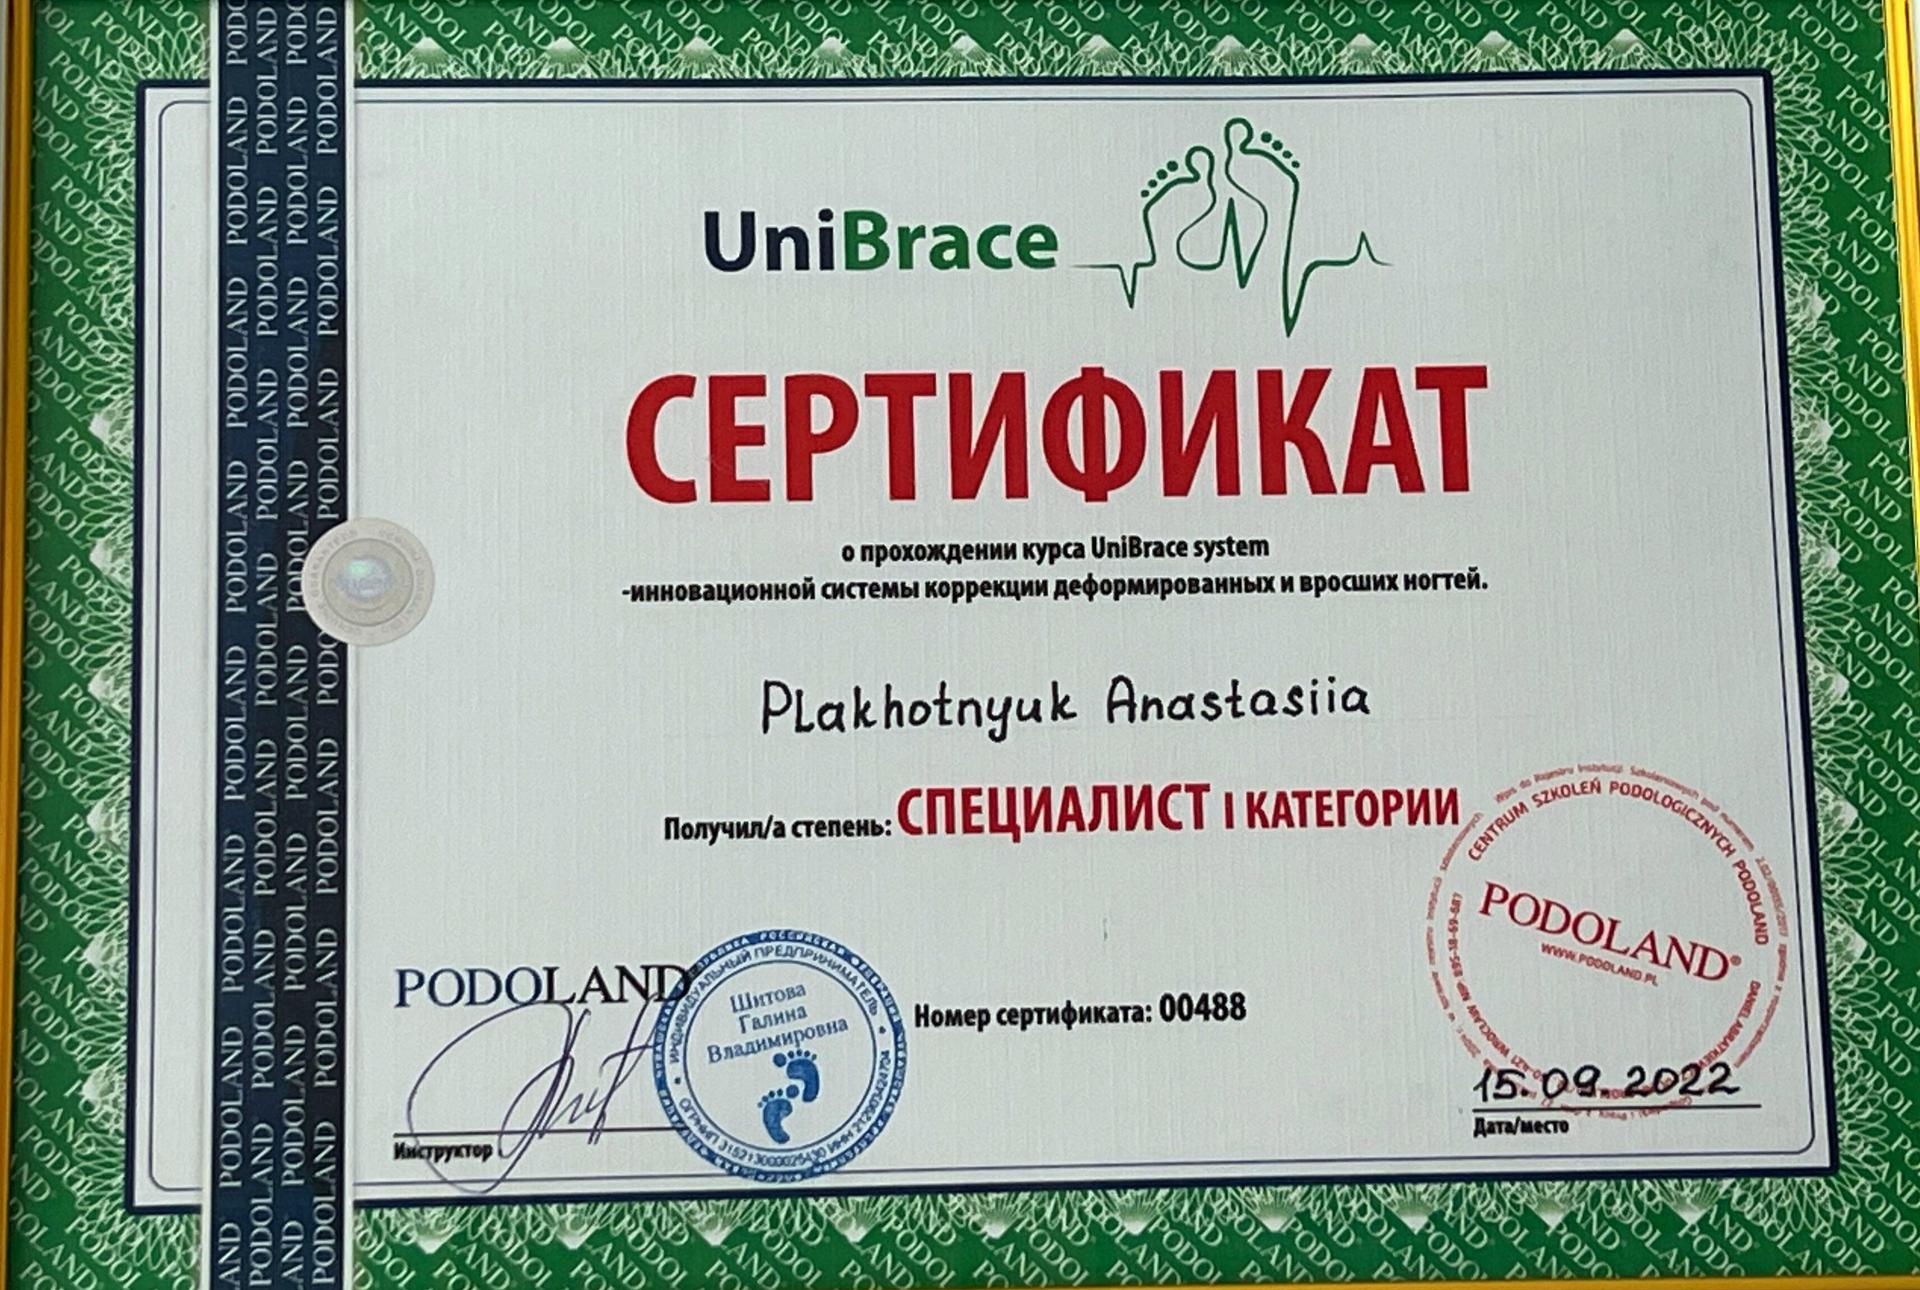 UniBrace
СЕРТИФИКАТ
о прохождении курса UniBrace system
-инновационной системы коррекции деформированных и вросших ногтей.
Plakhotnyuk Anastasiia
Получил/а степень: СПЕЦИАЛИСТ I КАТЕГОРИИ
PODOLAND
Инструктор
ИНДИВИДУАЛЬНЫЙ ПРЕДПРИНИМАТЕЛЬ
Шитова
Галина
Владимировна
Номер сертификата: 00488
CENTRUM SZKOLEŃ PODOLOGICZNYCH PODOLAND
PODOLAND®
WWW.PODOLAND.PL
15.09.2022
Дата/место